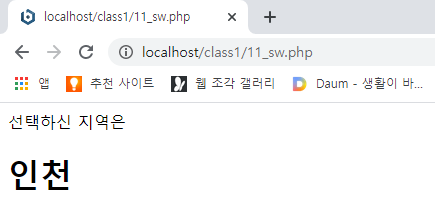 localhost/class1/11_sw.php
localhost/class1/11_sw.php
앱 추천 사이트 웹 조각 갤러리 Daum - 생활이 바...
선택하신 지역은
인천